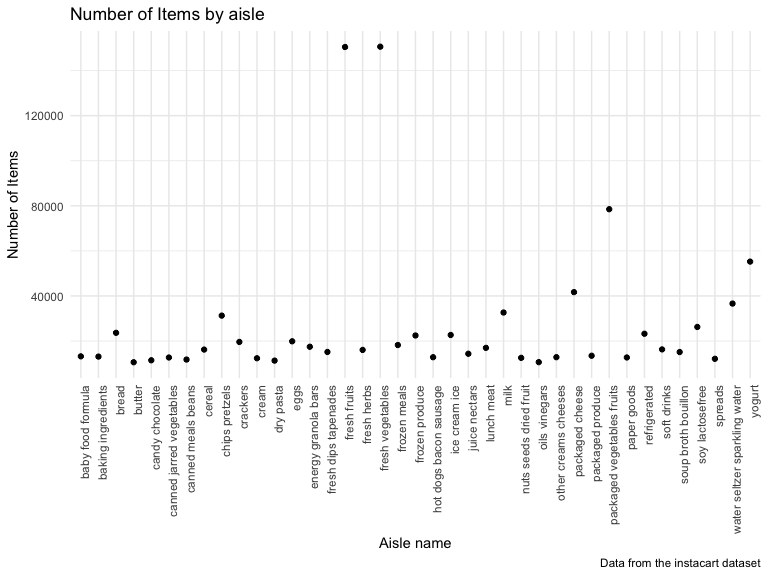 Number of Items by aisle
Number of Items
120000
80000
40000
baby food formula
baking ingredients
bread
butter
candy chocolate
canned jarred vegetables
canned meals beans
cereal
chips pretzels
crackers
cream
dry pasta
eggs
energy granola bars
fresh dips tapenades
fresh fruits
fresh herbs
fresh vegetables
frozen meals
frozen produce
hot dogs bacon sausage
ice cream ice
juice nectars
lunch meat
milk
nuts seeds dried fruit
oils vinegars
other creams cheeses
packaged cheese
packaged produce
packaged vegetables fruits
paper goods
refrigerated
soft drinks
soup broth bouillon
soy lactosefree
spreads
water seltzer sparkling water
yogurt
Aisle name
Data from the instacart dataset